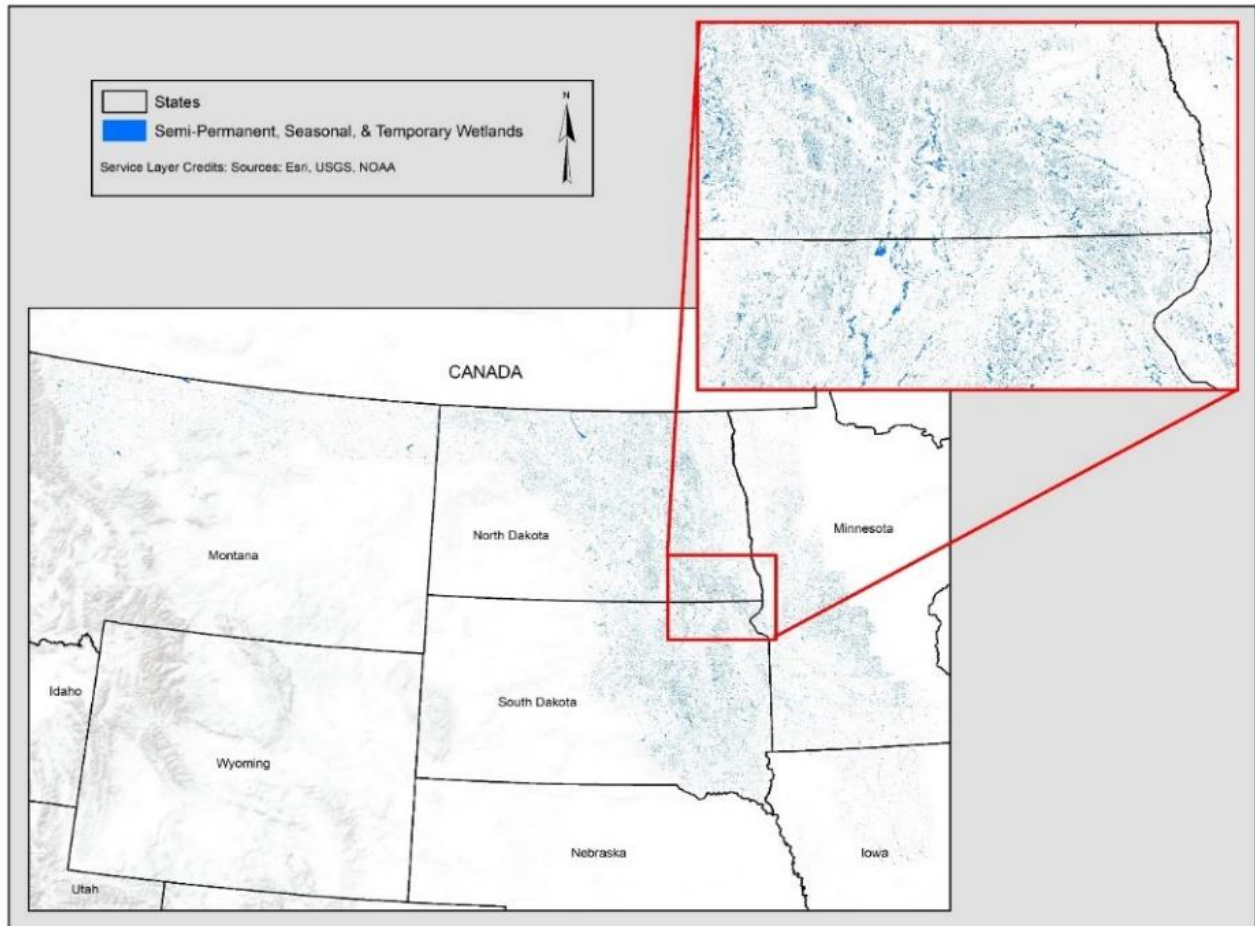 N
States
Semi-Permanent, Seasonal, & Temporary Wetlands
Service Layer Credits: Sources: Esri, USGS, NOAA
CANADA
North Dakota
Minnesota
Montana
Idaho
South Dakota
Wyoming
Nebraska
Iowa
Utah